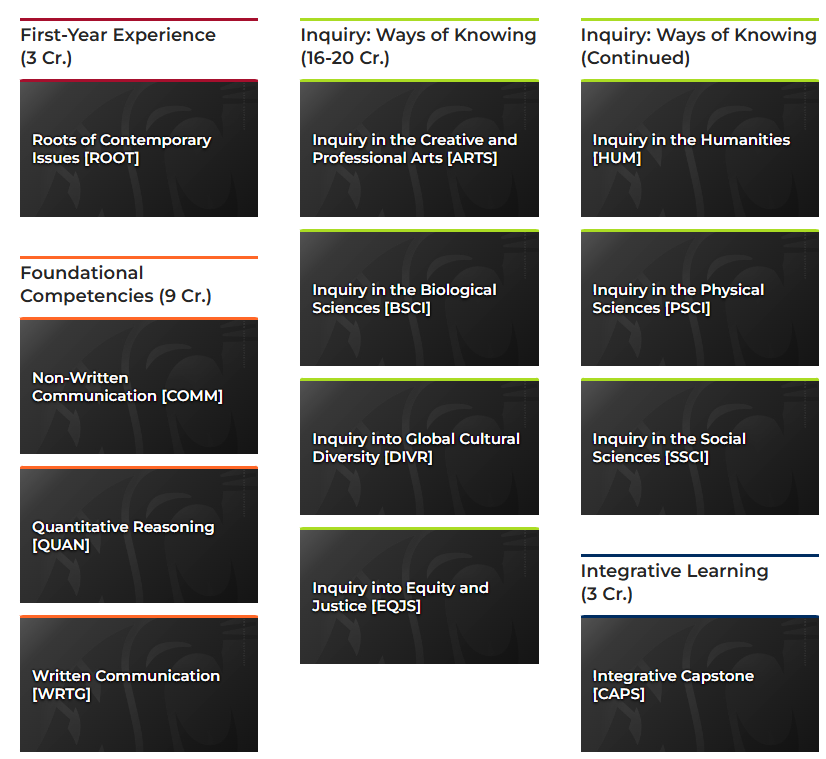 First-Year Experience
(3 Cr.)
Roots of Contemporary
Issues [ROOT]
Foundational
Competencies (9 Cr.)
Non-Written
Communication [COMM]
Quantitative Reasoning
[QUAN]
Written Communication
[WRTG]
Inquiry: Ways of Knowing
(16-20 Cr.)
Inquiry in the Creative and
Professional Arts [ARTS]
Inquiry in the Biological
Sciences [BSCI]
Inquiry into Global Cultural
Diversity [DIVR]
Inquiry into Equity and
Justice [EQJS]
Inquiry: Ways of Knowing
(Continued)
Inquiry in the Humanities
[HUM]
Inquiry in the Physical
Sciences [PSCI]
Inquiry in the Social
Sciences [SSCI]
Integrative Learning
(3 Cr.)
Integrative Capstone
[CAPS]